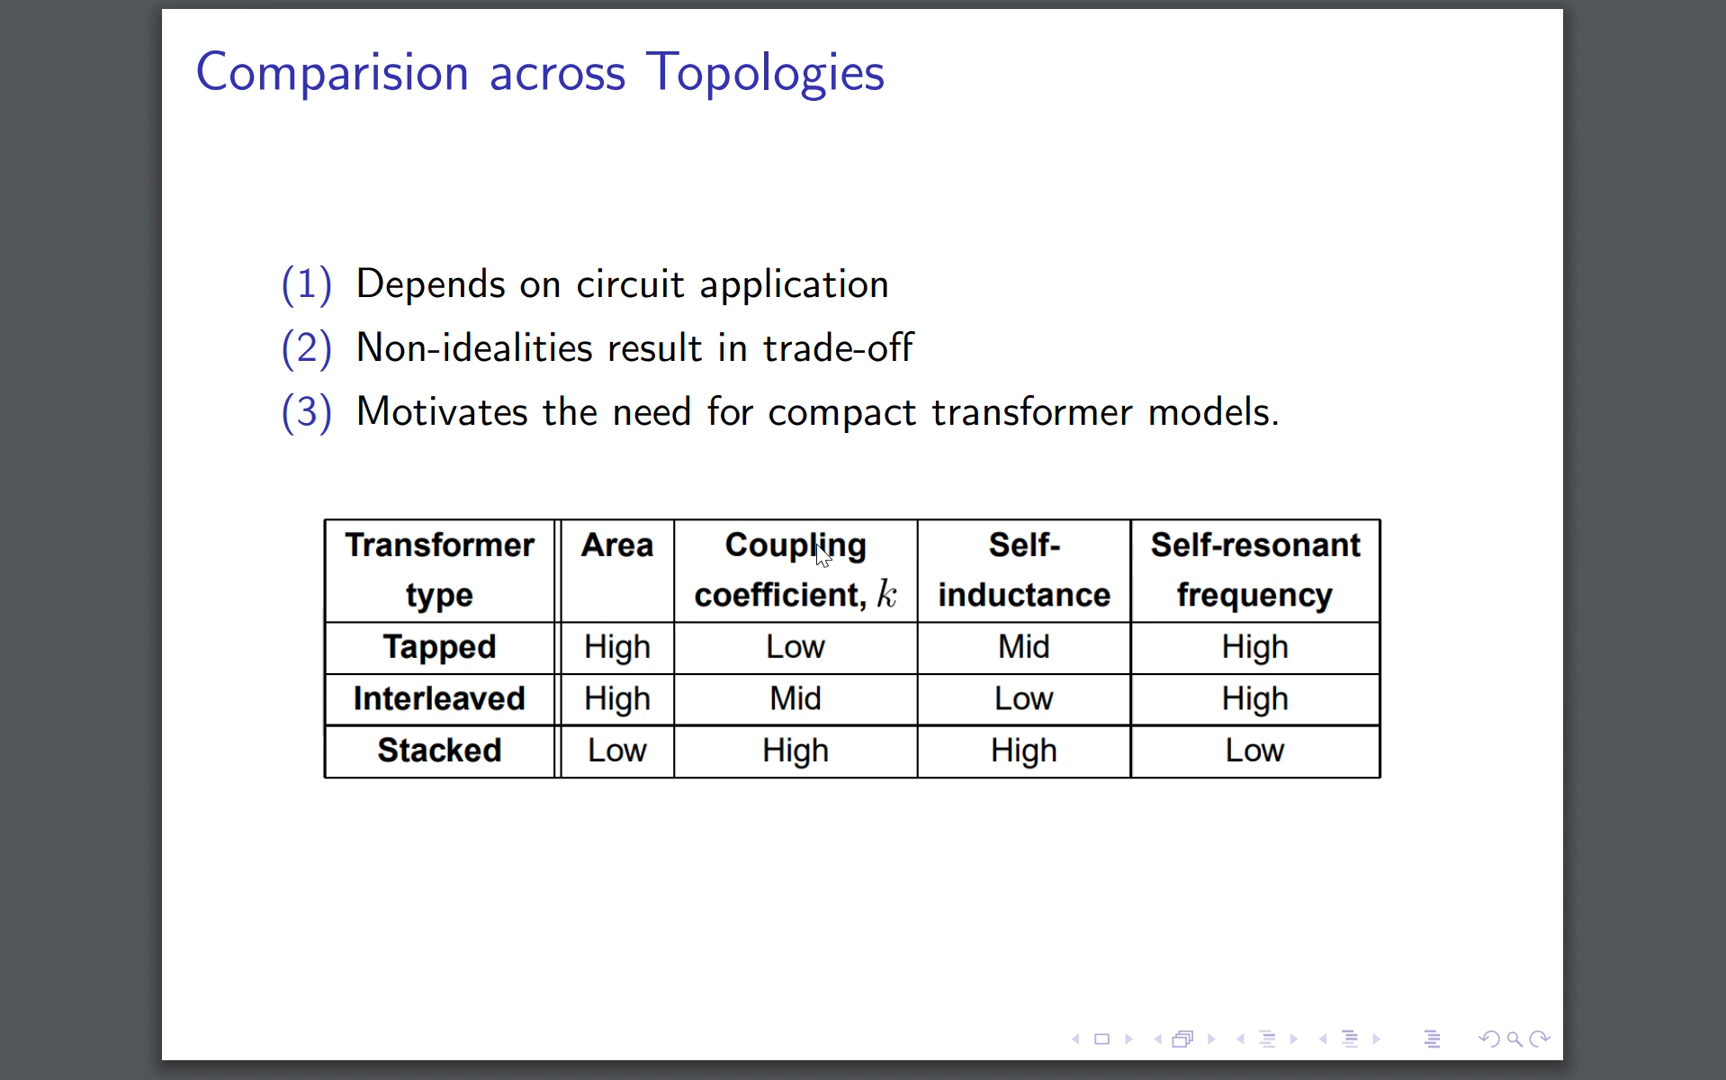 Comparision across Topologies
(1) Depends on circuit application
(2) Non-idealities result in trade-off
(3) Motivates the need for compact transformer models.
Transformer type Area Coupling coefficient, k Self-inductance Self-resonant frequency
Tapped High Low Mid High
Interleaved High Mid Low High
Stacked Low High High Low